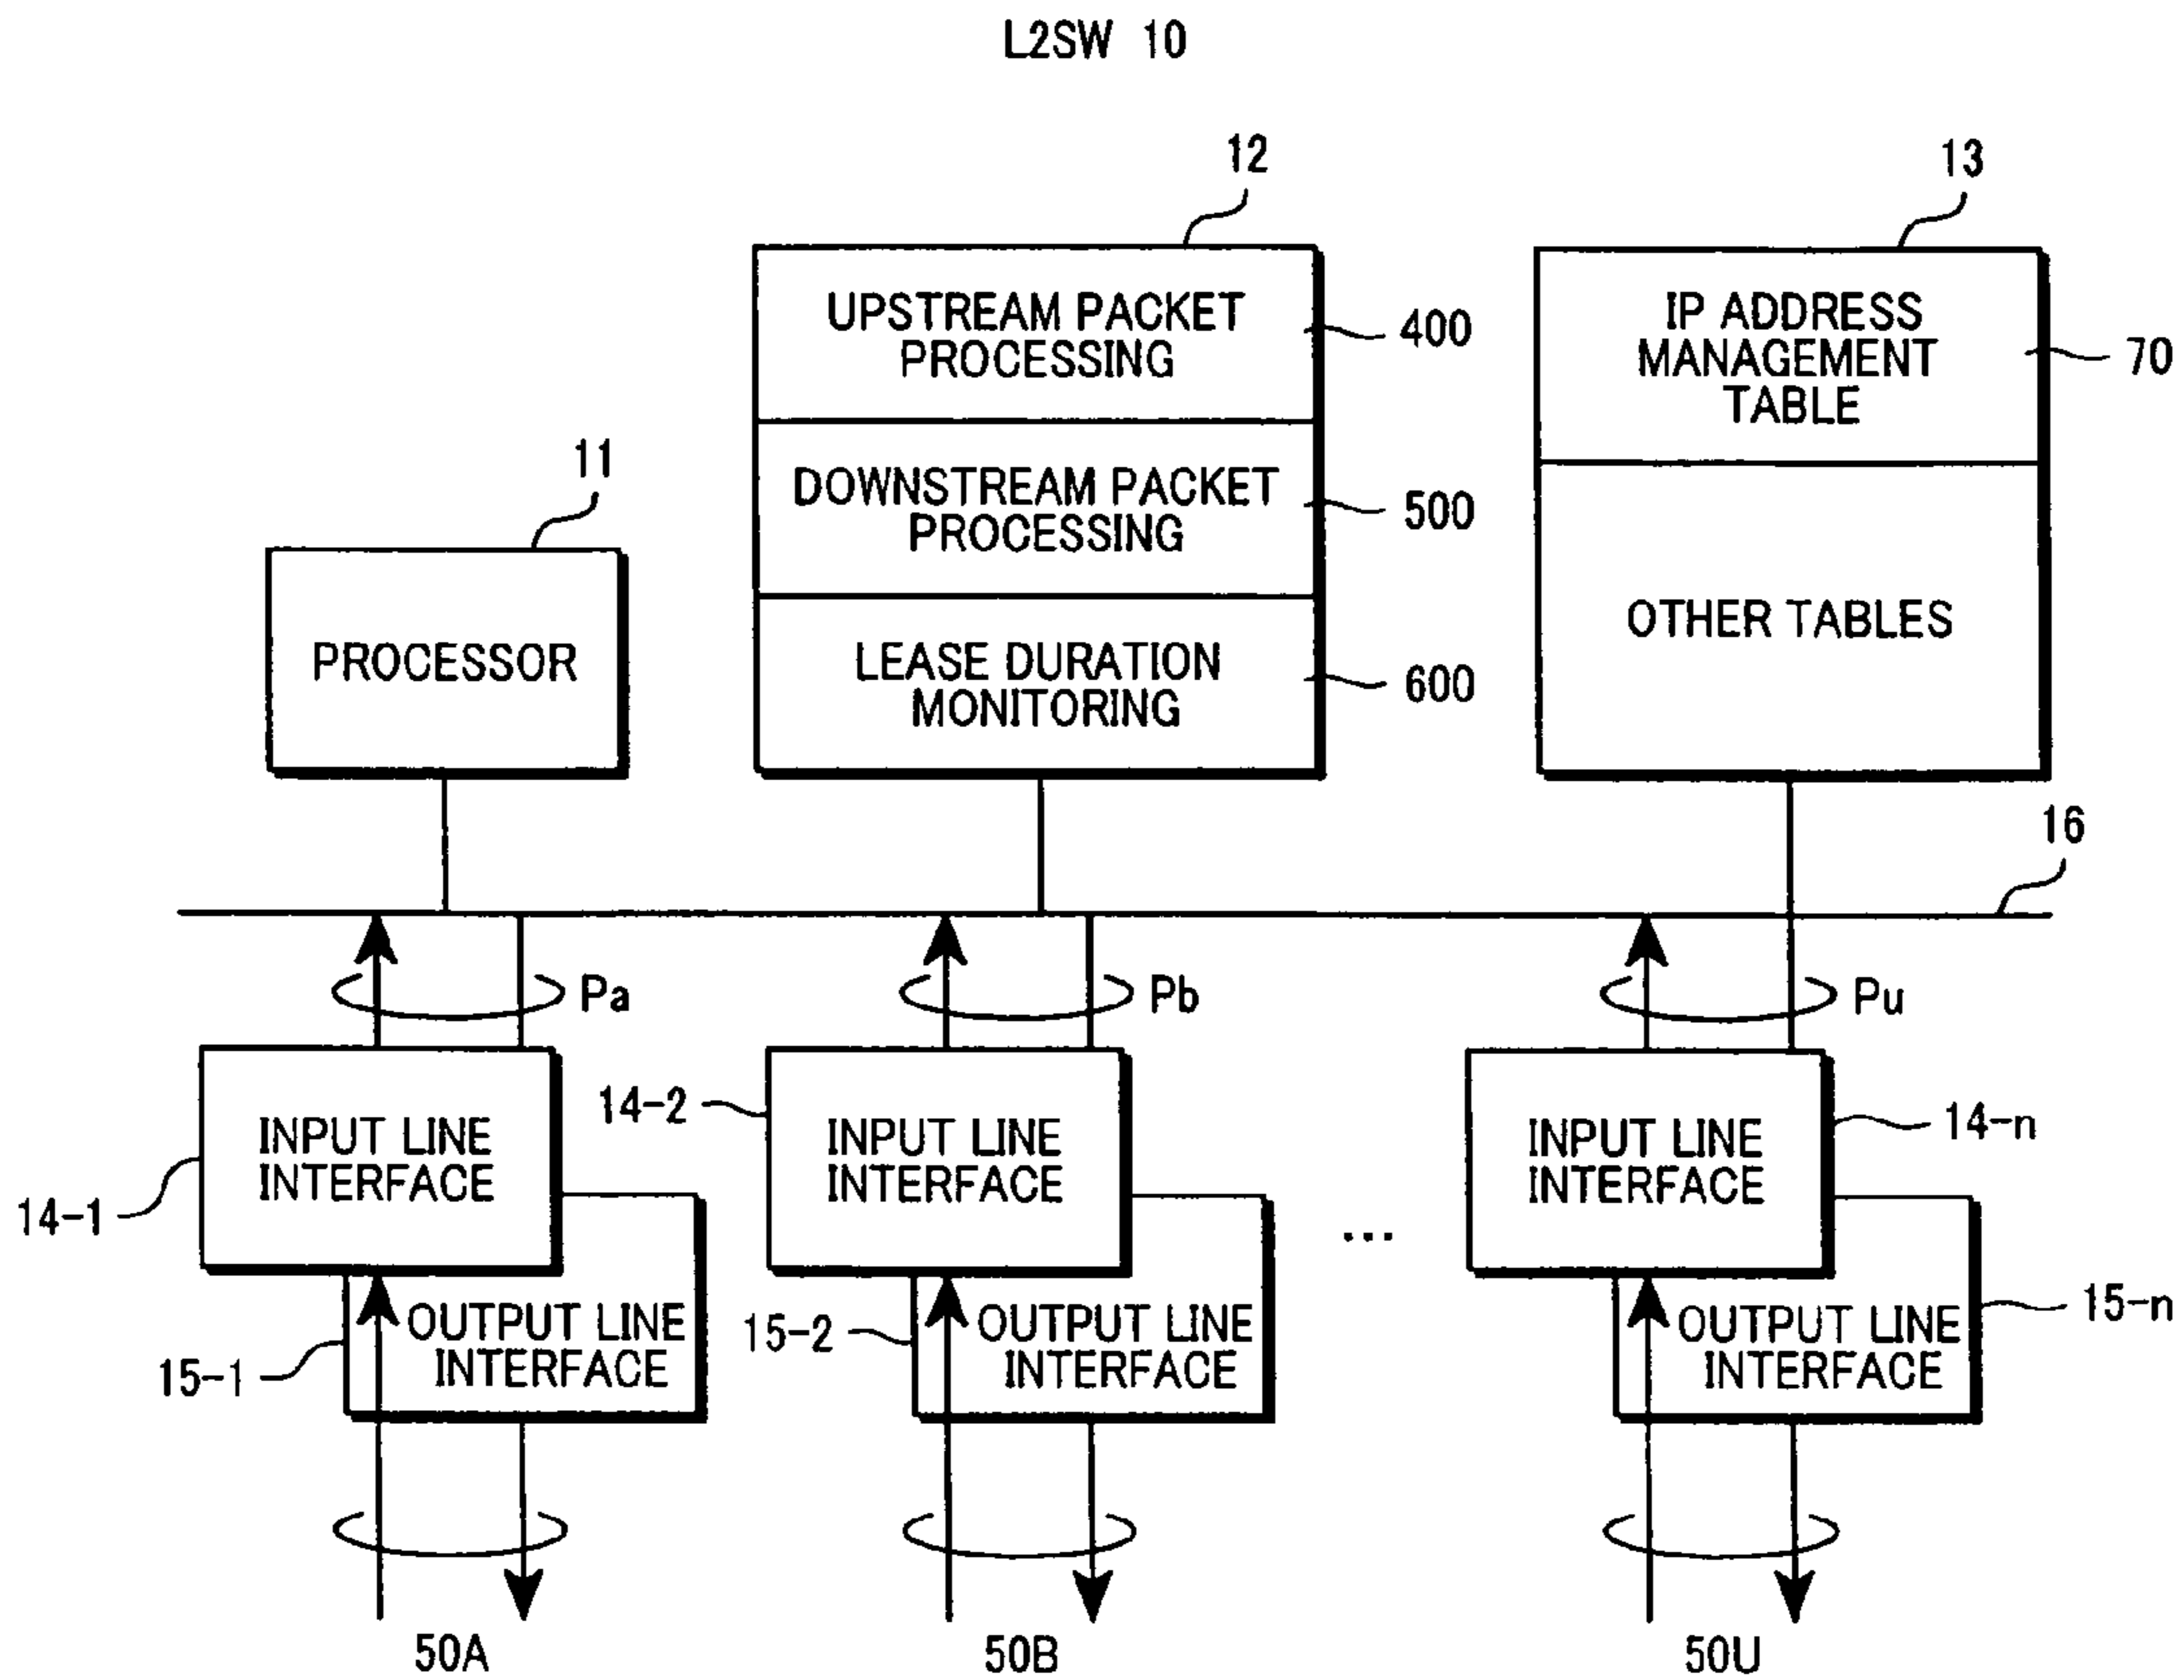 L2SW 10
12
13
UPSTREAM PACKET
PROCESSING
400
IP ADDRESS
MANAGEMENT
TABLE
70
11
DOWNSTREAM PACKET
PROCESSING
500
PROCESSOR
LEASE DURATION
MONITORING
600
OTHER TABLES
16
Pa
Pb
Pu
INPUT LINE
INTERFACE
14-1
14-2
INPUT LINE
INTERFACE
INPUT LINE
INTERFACE
14-n
...
OUTPUT LINE
INTERFACE
15-1
15-2
OUTPUT LINE
INTERFACE
OUTPUT LINE
INTERFACE
15-n
50A
50B
50U